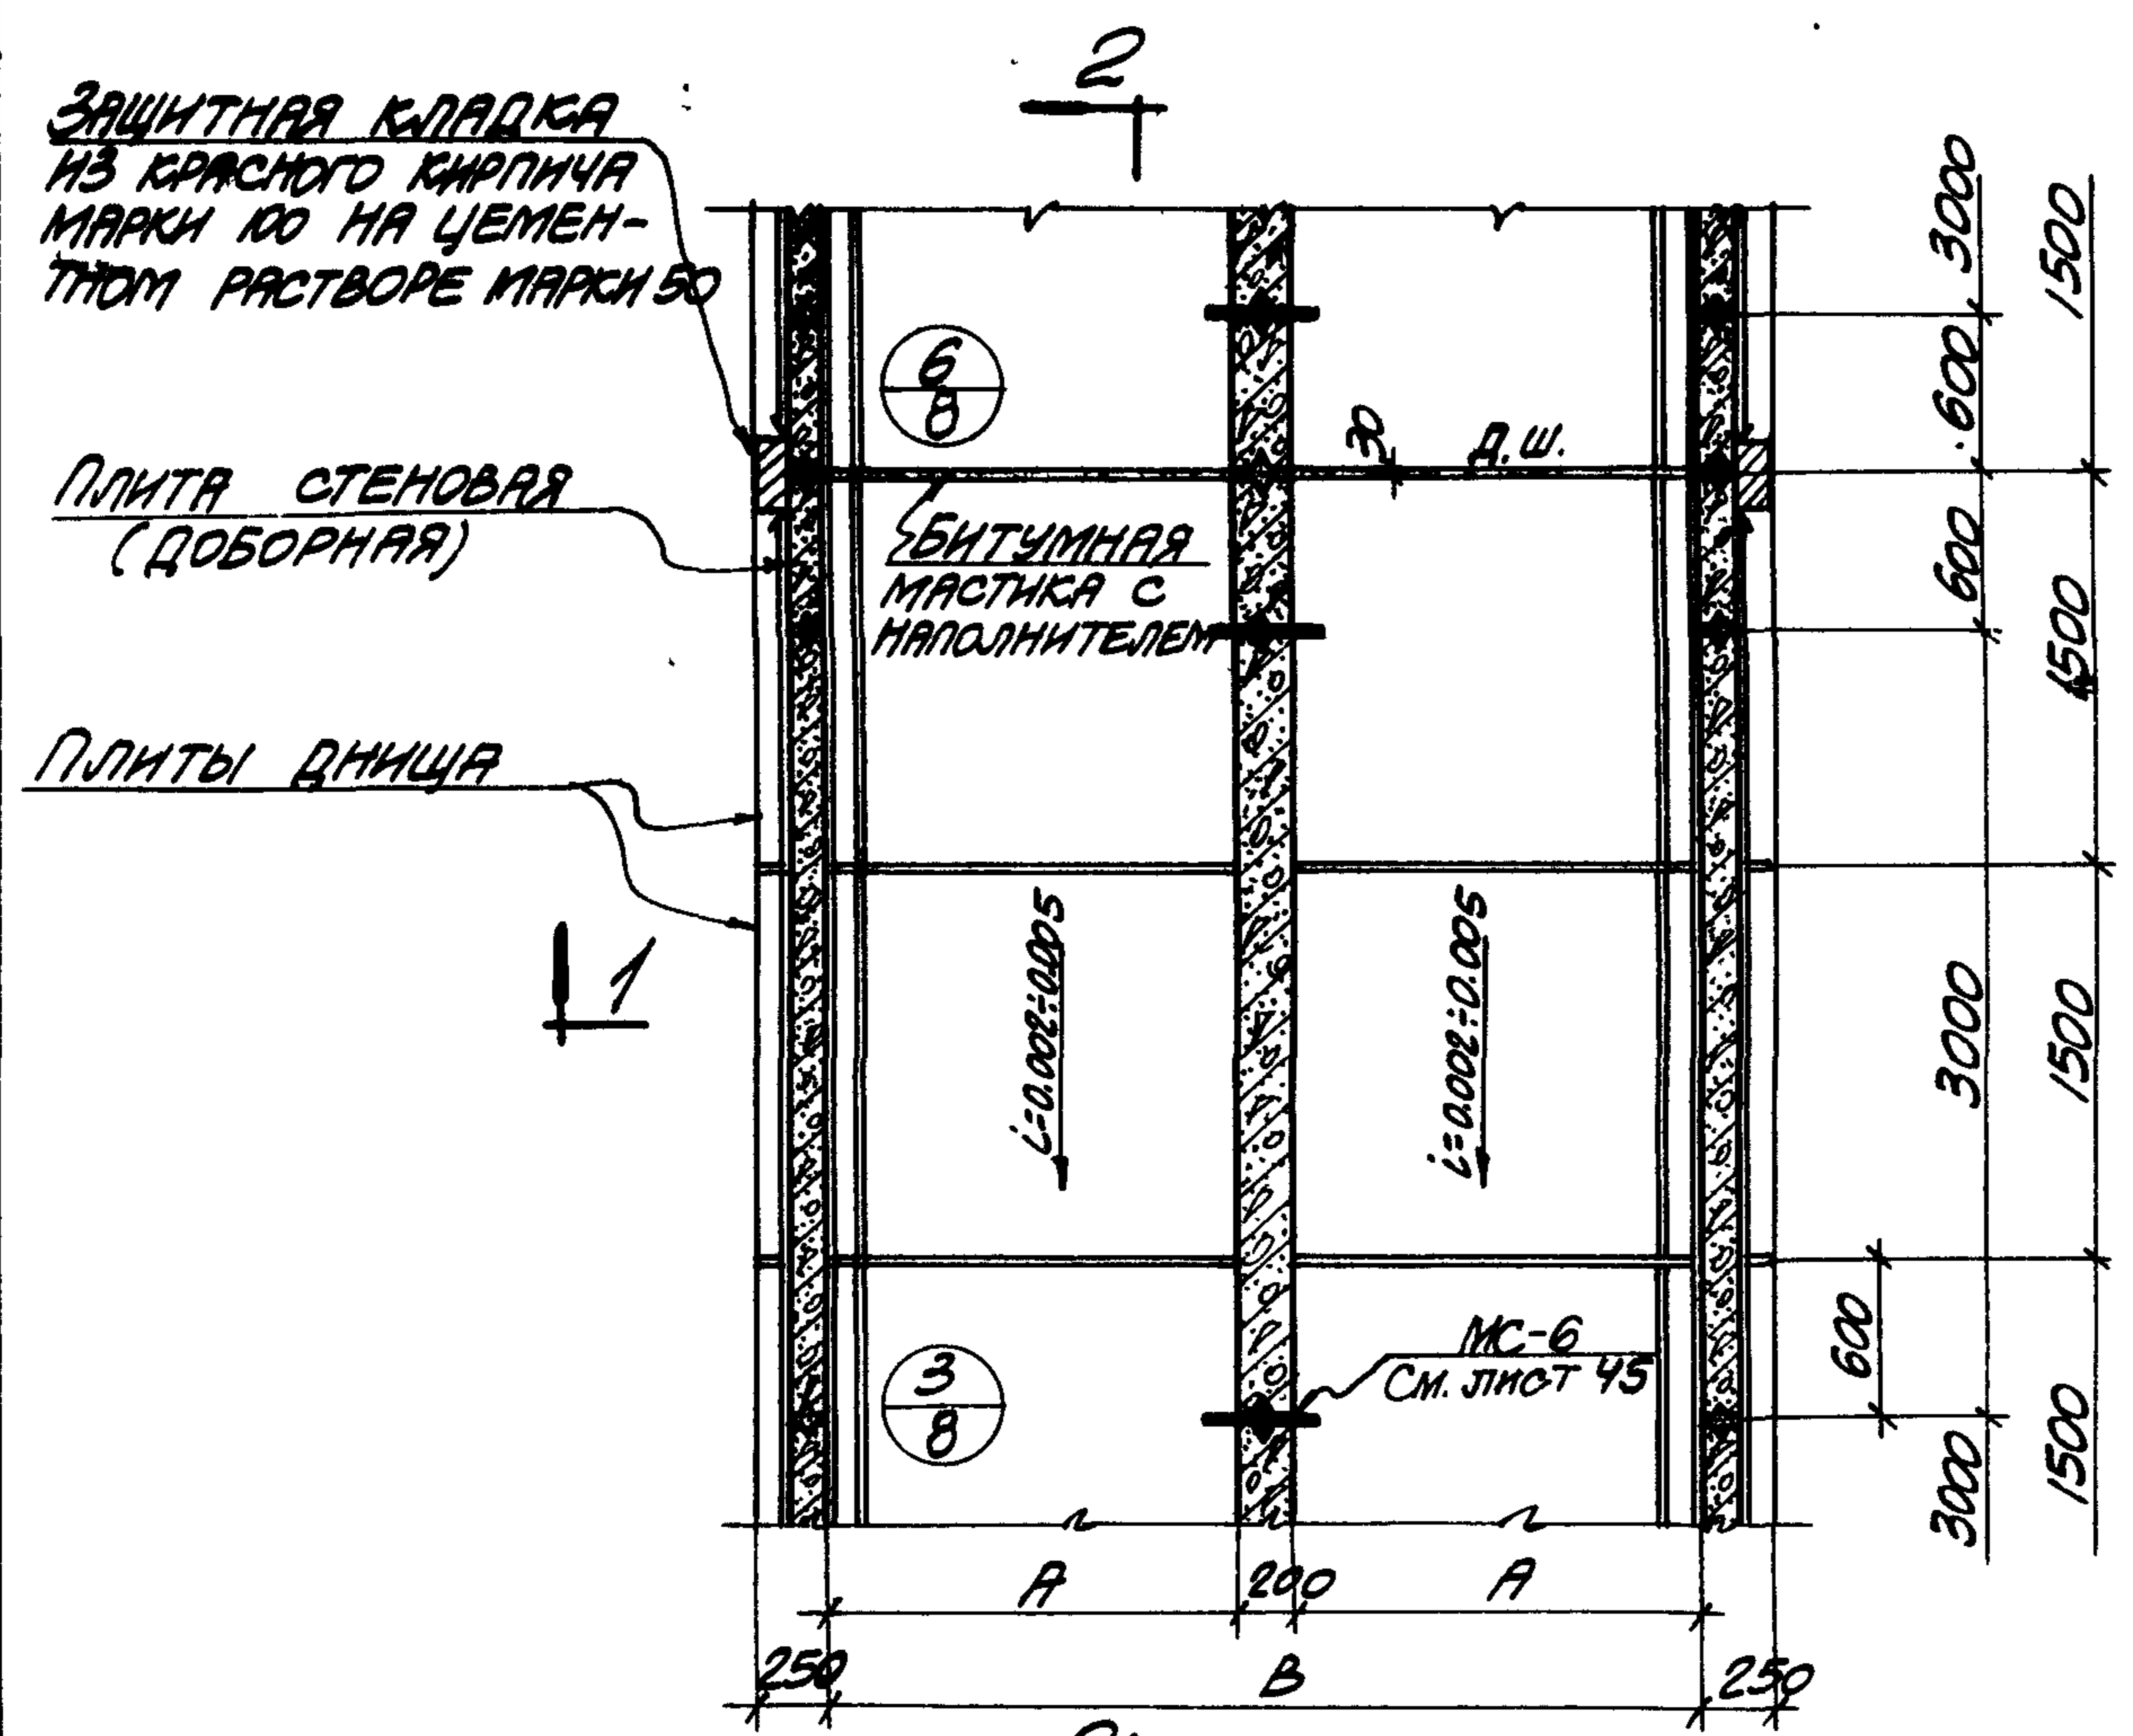 2
ЗАЩИТНАЯ КЛАДКА
ИЗ КРАСНОГО КИРПИЧА
МАРКИ 100 НА ЦЕМЕН-
ТНОМ РАСТВОРЕ МАРКИ 50
ПЛИТА СТЕНОВАЯ
(ДОБОРНАЯ)
ПЛИТЫ ДНИЩА
1
6
8
30
Д.Ш.
БИТУМНАЯ
МАСТИКА С
НАПОЛНИТЕЛЕМ
i=0.002÷0.005
i=0.002÷0.005
3
8
МС-6
СМ. ЛИСТ 45
3000
600
600
3000
3000
1500
1500
1500
1500
600
А
200
А
250
В
250